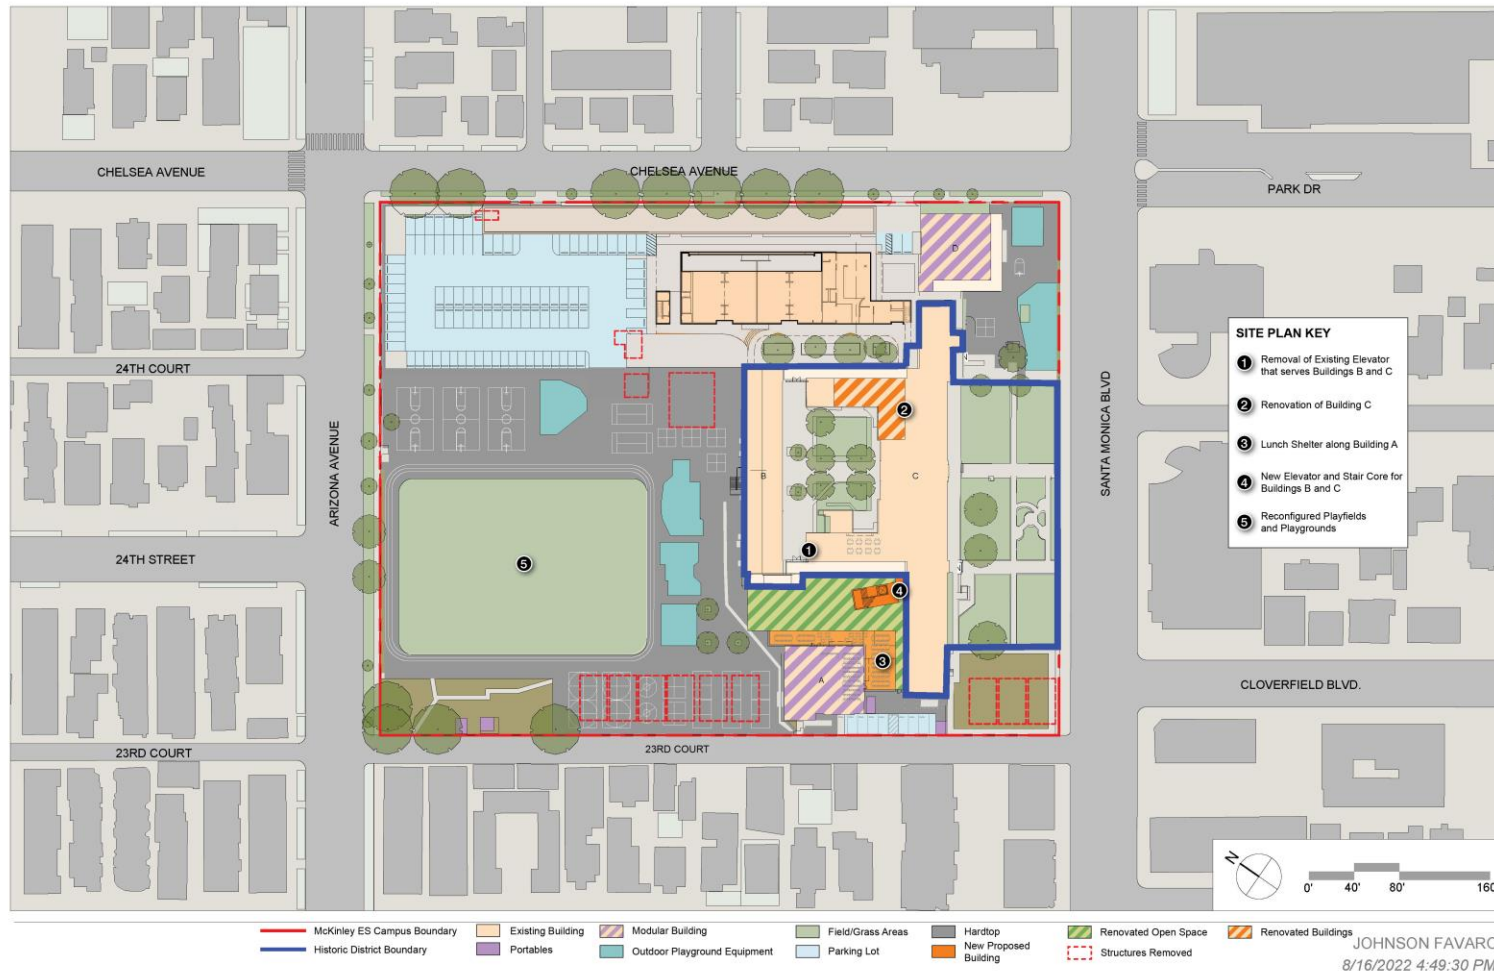 CHELSEA AVENUE
CHELSEA AVENUE
PARK DR
D
SITE PLAN KEY
1 Removal of Existing Elevator
that serves Buildings B and C
2 Renovation of Building C
3 Lunch Shelter along Building A
4 New Elevator and Stair Core for
Buildings B and C
5 Reconfigured Playfields
and Playgrounds
24TH COURT
2
ARIZONA AVENUE
B
C
SANTA MONICA BLVD
1
24TH STREET
5
4
3
A
CLOVERFIELD BLVD.
23RD COURT
23RD COURT
N
0' 40' 80' 160
McKinley ES Campus Boundary
Historic District Boundary
Existing Building
Portables
Modular Building
Outdoor Playground Equipment
Field/Grass Areas
Parking Lot
Hardtop
New Proposed
Building
Renovated Open Space
Structures Removed
Renovated Buildings
JOHNSON FAVARO
8/16/2022 4:49:30 PM